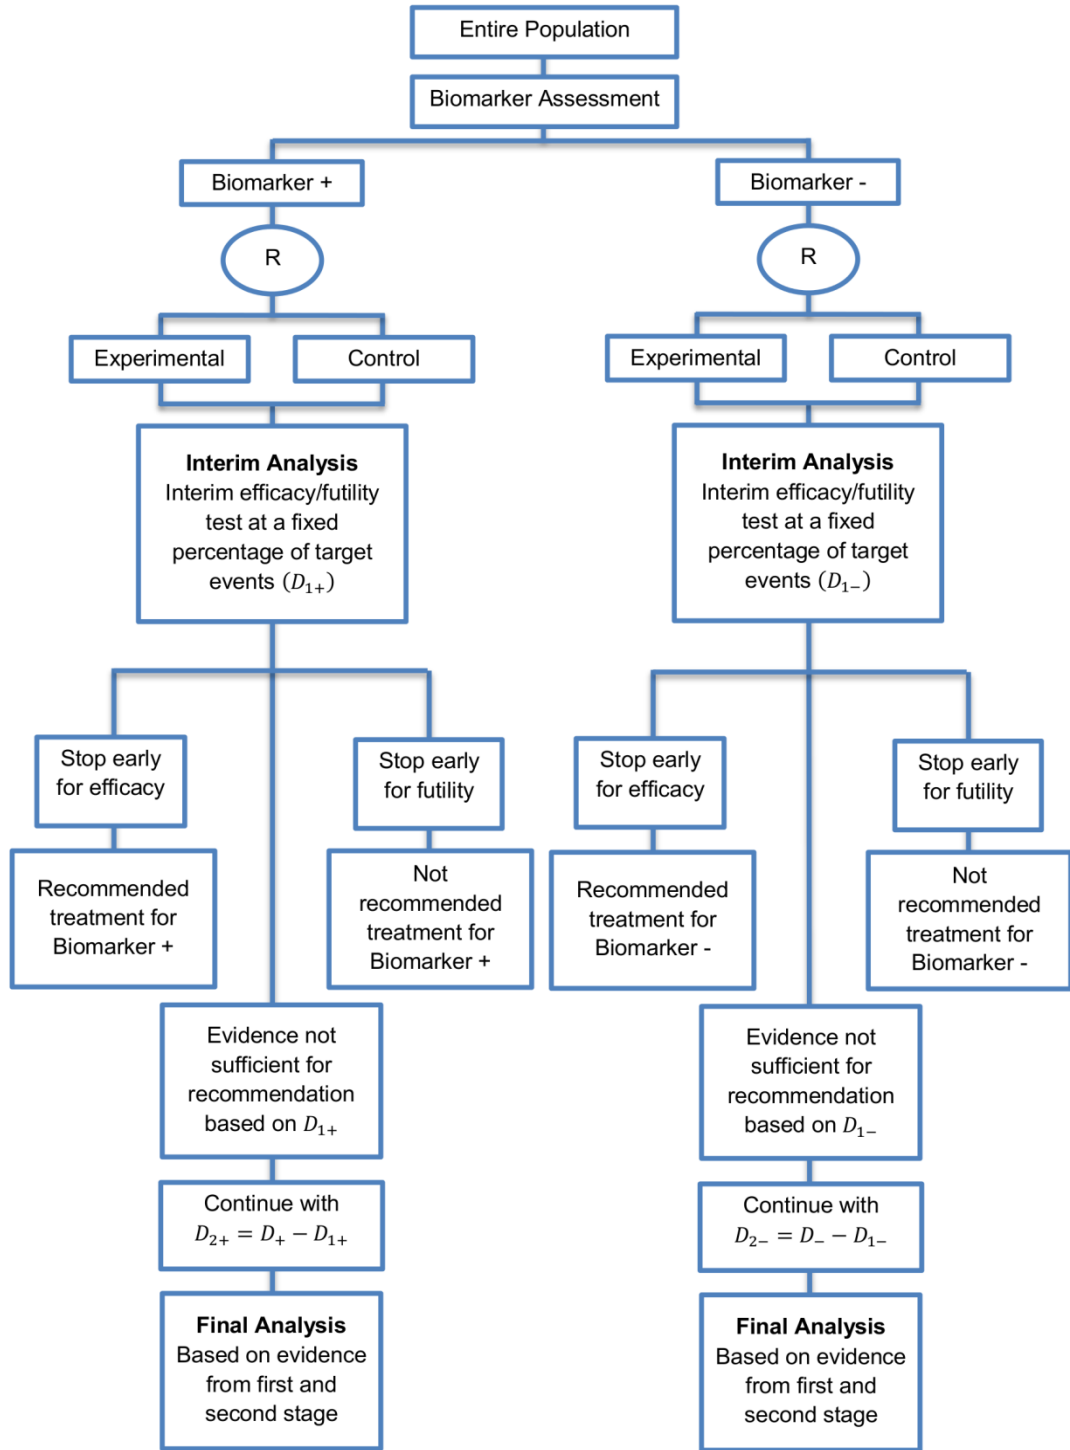 Entire Population
Biomarker Assessment
Biomarker +
Biomarker -
R
R
Experimental
Control
Experimental
Control
Interim Analysis
Interim efficacy/futility
test at a fixed
percentage of target
events (D₁₊)
Interim Analysis
Interim efficacy/futility
test at a fixed
percentage of target
events (D₁₋)
Stop early
for efficacy
Stop early
for futility
Stop early
for efficacy
Stop early
for futility
Recommended
treatment for
Biomarker +
Not
recommended
treatment for
Biomarker +
Recommended
treatment for
Biomarker -
Not
recommended
treatment for
Biomarker -
Evidence not
sufficient for
recommendation
based on D₁₊
Evidence not
sufficient for
recommendation
based on D₁₋
Continue with
D₂₊ = D₊ − D₁₊
Continue with
D₂₋ = D₋ − D₁₋
Final Analysis
Based on evidence
from first and
second stage
Final Analysis
Based on evidence
from first and
second stage